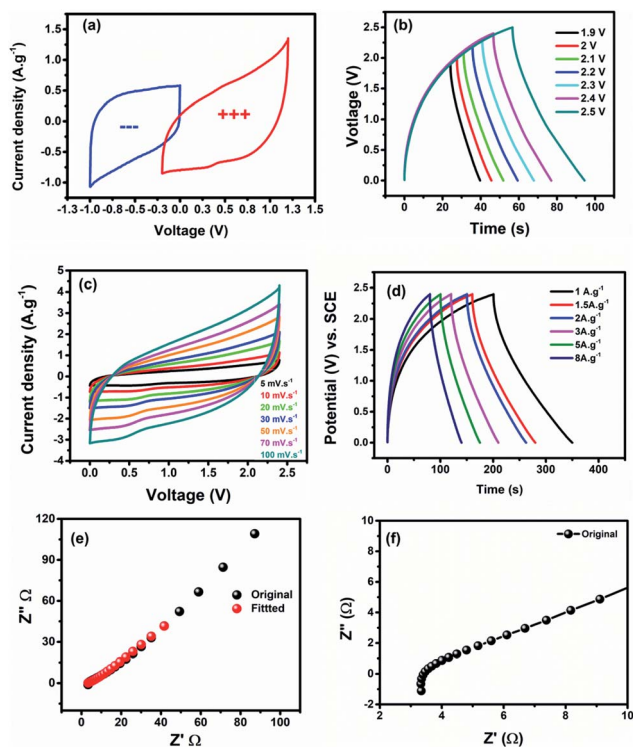 (a)
Current density (A.g⁻¹)
1.5
1.0
0.5
0.0
-0.5
-1.0
---
+++
-1.3 -1.0 -0.8 -0.5 -0.3 0.0 0.3 0.5 0.8 1.0 1.3 1.5
Voltage (V)
(b)
Votlage (V)
2.5
2.0
1.5
1.0
0.5
0.0
1.9 V
2 V
2.1 V
2.2 V
2.3 V
2.4 V
2.5 V
0 20 40 60 80 100
Time (s)
(c)
Current density (A.g⁻¹)
5
4
3
2
1
0
-1
-2
-3
-4
5 mV.s⁻¹
10 mV.s⁻¹
20 mV.s⁻¹
30 mV.s⁻¹
50 mV.s⁻¹
70 mV.s⁻¹
100 mV.s⁻¹
0.0 0.5 1.0 1.5 2.0 2.5
Voltage (V)
(d)
Potential (V) vs. SCE
2.5
2.0
1.5
1.0
0.5
0.0
1 A.g⁻¹
1.5A.g⁻¹
2A.g⁻¹
3A.g⁻¹
5A.g⁻¹
8A.g⁻¹
0 100 200 300 400
Time (s)
(e)
Z'' Ω
120
90
60
30
0
Original
Fittted
0 20 40 60 80 100
Z' Ω
(f)
Z'' (Ω)
10
8
6
4
2
0
-2
Original
2 4 6 8 10
Z' (Ω)